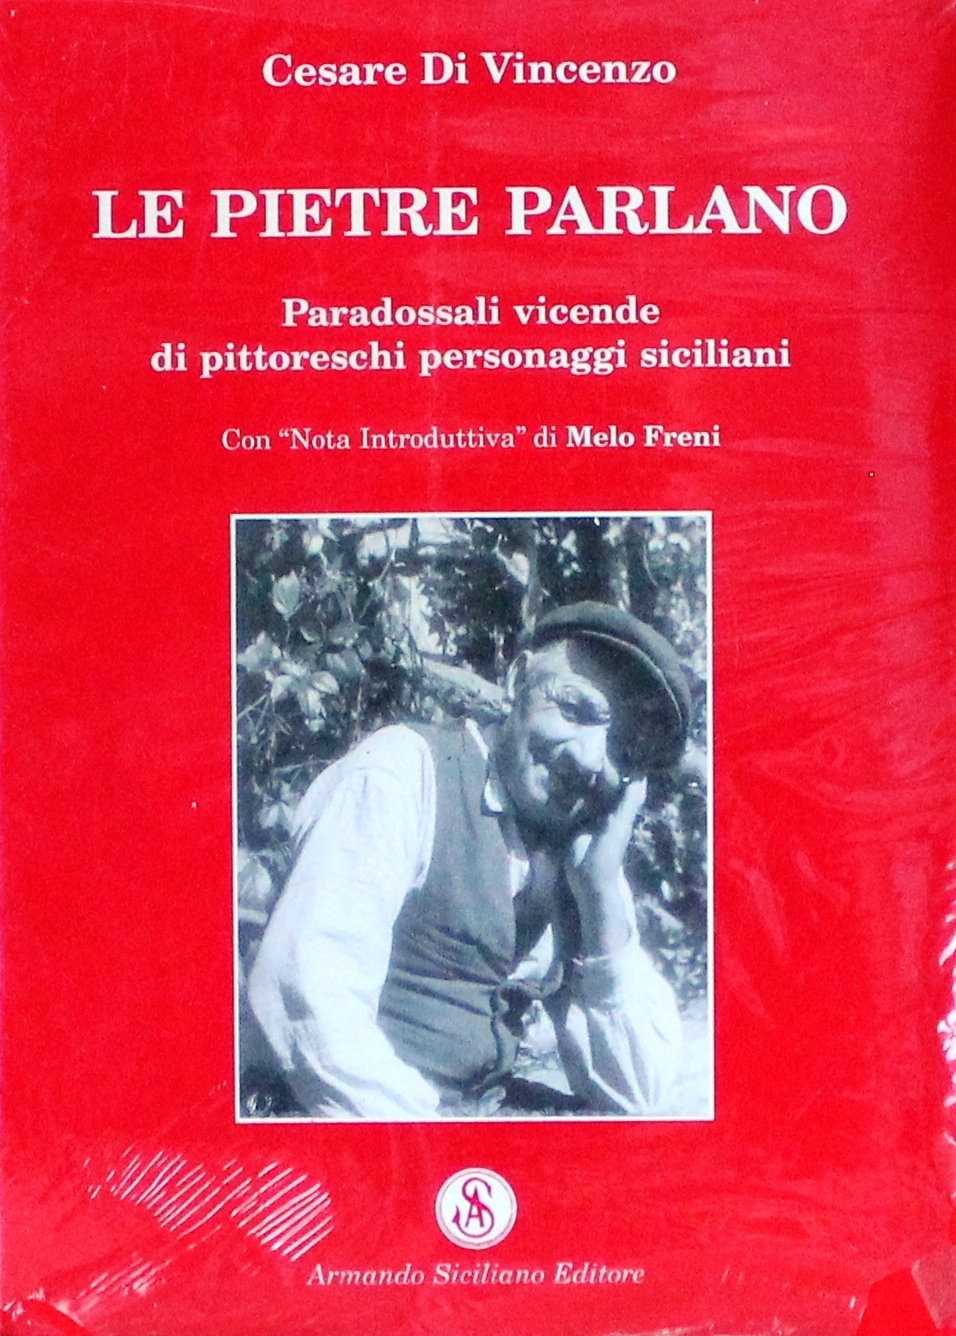 Cesare Di Vincenzo
LE PIETRE PARLANO
Paradossali vicende
di pittoreschi personaggi siciliani
Con “Nota Introduttiva” di Melo Freni
SA
Armando Siciliano Editore